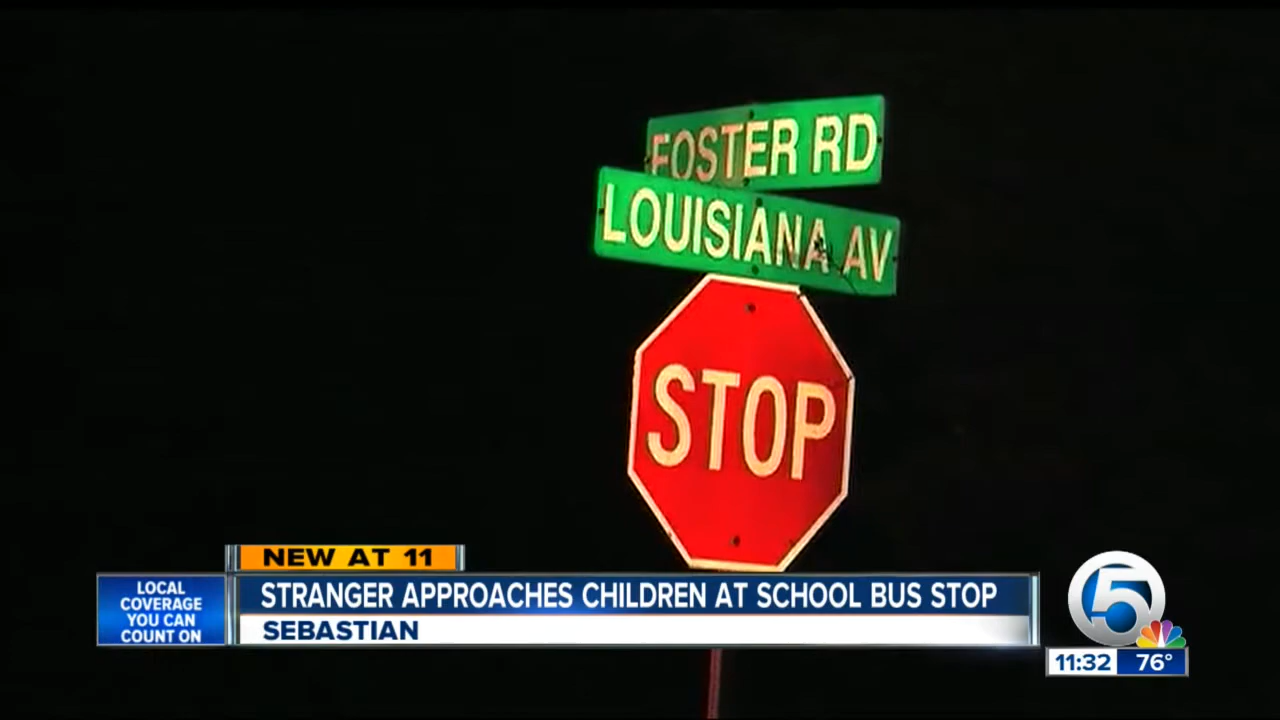 FOSTER RD
LOUISIANA AV
STOP
NEW AT 11
LOCAL
COVERAGE
YOU CAN
COUNT ON
STRANGER APPROACHES CHILDREN AT SCHOOL BUS STOP
SEBASTIAN
5
11:32 76°